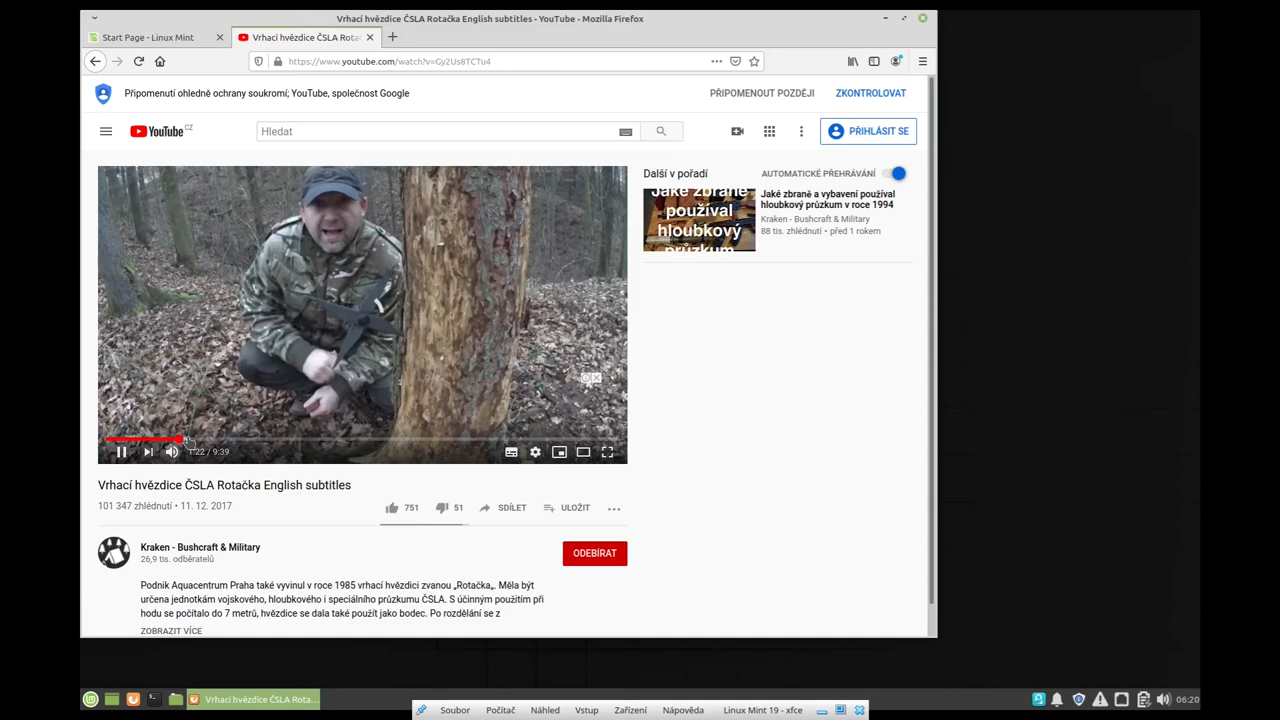 Vrhací hvězdice ČSLA Rotačka English subtitles - YouTube - Mozilla Firefox
Start Page - Linux Mint
Vrhací hvězdice ČSLA Rota
https://www.youtube.com/watch?v=Gy2Us8TCTu4
Připomenutí ohledně ochrany soukromí; YouTube, společnost Google
PŘIPOMENOUT POZDĚJI
ZKONTROLOVAT
YouTube CZ
Hledat
PŘIHLÁSIT SE
Další v pořadí
AUTOMATICKÉ PŘEHRÁVÁNÍ
Jaké zbraně
používal
hloubkový
průzkum
Jaké zbraně a vybavení používal
hloubkový průzkum v roce 1994
Kraken - Bushcraft & Military
88 tis. zhlédnutí • před 1 rokem
1:22 / 9:39
Vrhací hvězdice ČSLA Rotačka English subtitles
101 347 zhlédnutí • 11. 12. 2017
751
51
SDÍLET
ULOŽIT
Kraken - Bushcraft & Military
26,9 tis. odběratelů
ODEBÍRAT
Podnik Aquacentrum Praha také vyvinul v roce 1985 vrhací hvězdici zvanou „Rotačka„. Měla být
určena jednotkám vojskového, hloubkového i speciálního průzkumu ČSLA. S účinným použitím při
hodu se počítalo do 7 metrů, hvězdice se dala také použít jako bodec. Po rozdělání se z
ZOBRAZIT VÍCE
Vrhací hvězdice ČSLA Rota...
06:20
Soubor
Počítač
Náhled
Vstup
Zařízení
Nápověda
Linux Mint 19 - xfce